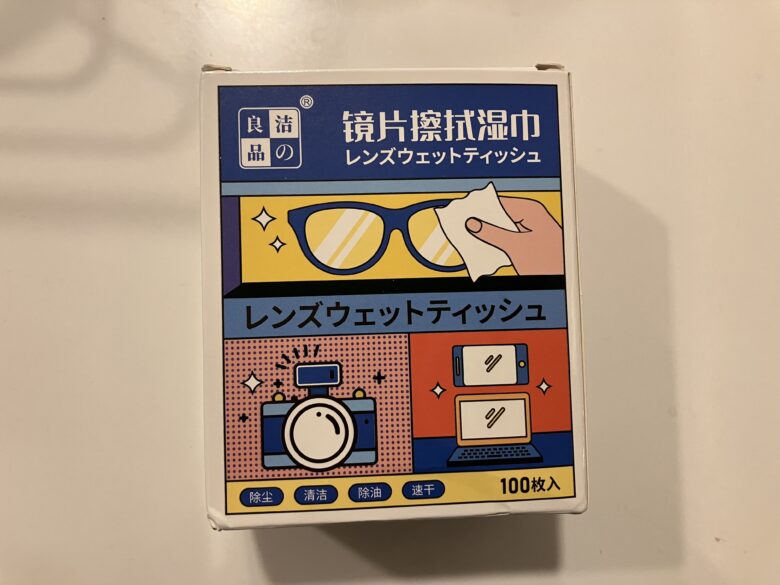 洁の
良品
®
镜片擦拭湿巾
レンズウェットティッシュ
レンズウェットティッシュ
除尘 清洁 除油 速干
100枚入